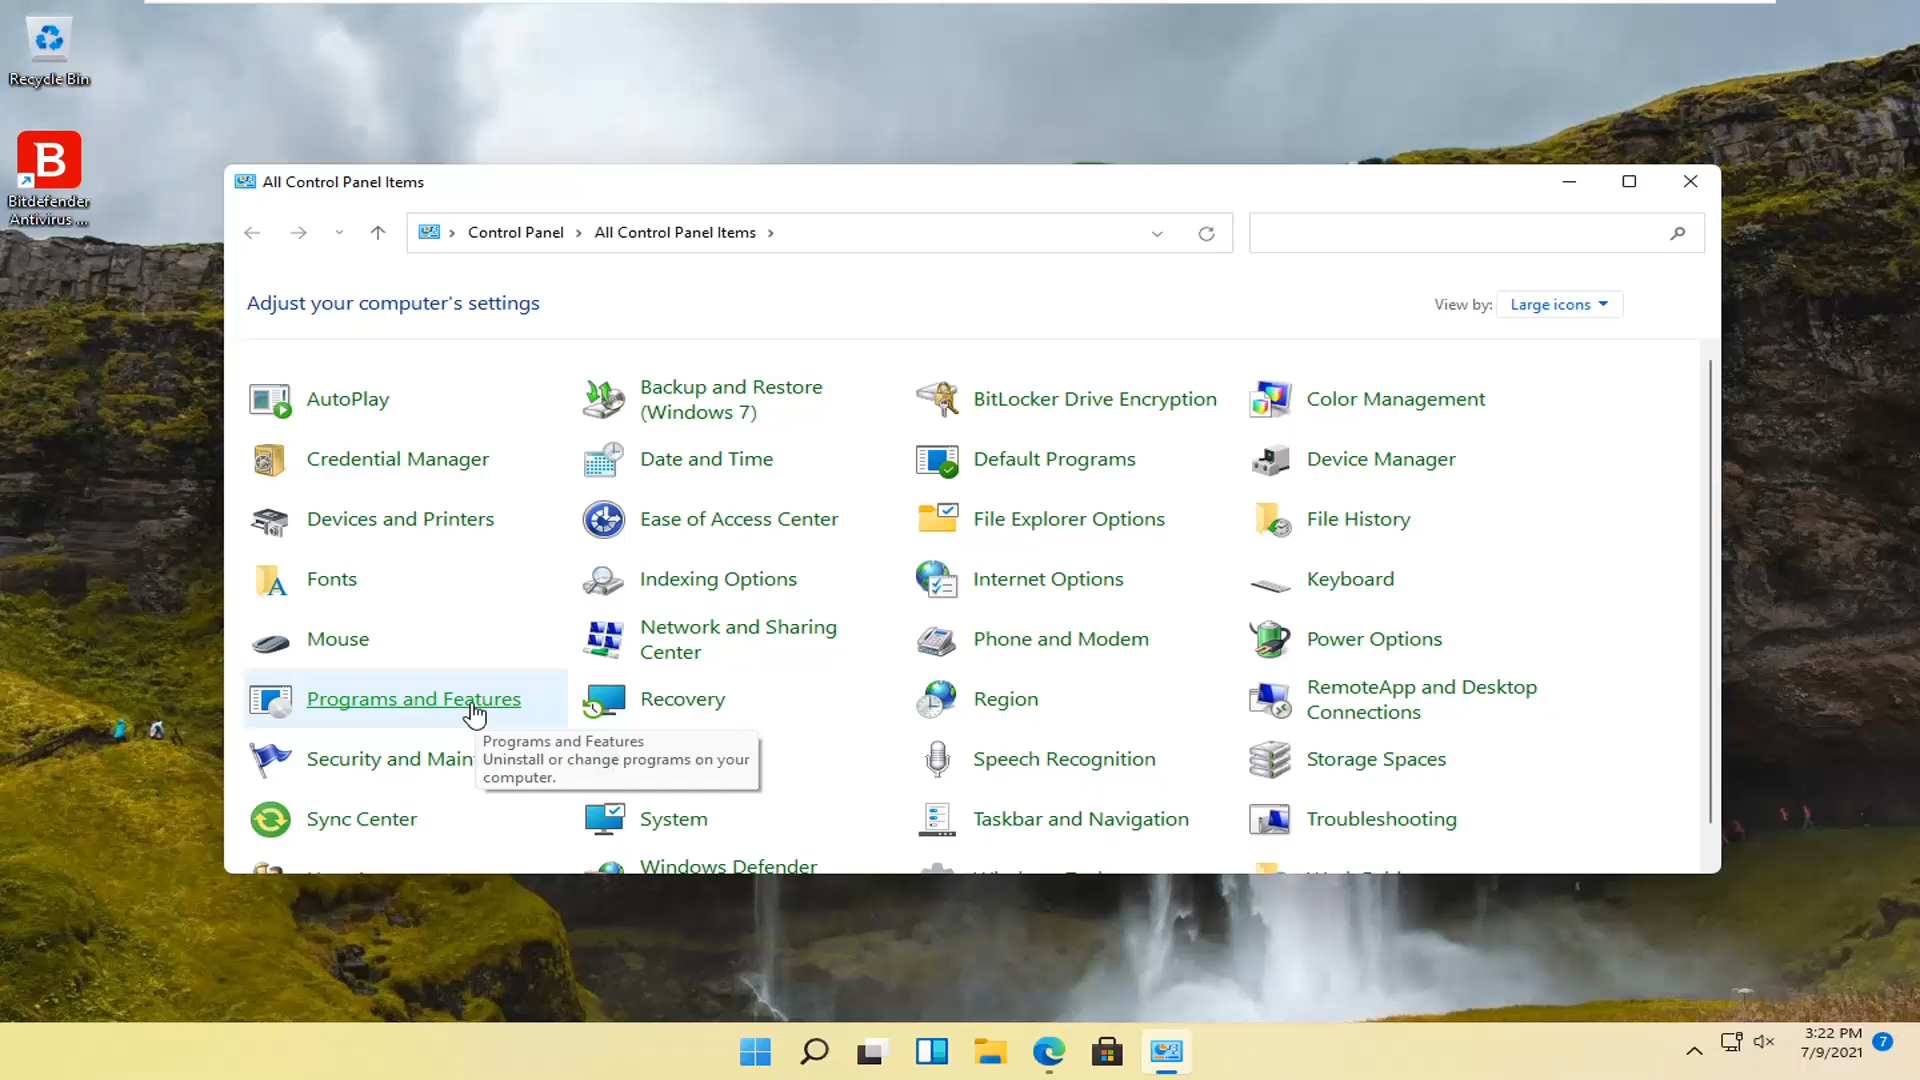 Recycle Bin
B
Bitdefender
Antivirus ...
All Control Panel Items
Control Panel
All Control Panel Items
Adjust your computer's settings
View by:
Large icons
AutoPlay
Backup and Restore
(Windows 7)
BitLocker Drive Encryption
Color Management
Credential Manager
Date and Time
Default Programs
Device Manager
Devices and Printers
Ease of Access Center
File Explorer Options
File History
Fonts
Indexing Options
Internet Options
Keyboard
Mouse
Network and Sharing
Center
Phone and Modem
Power Options
Programs and Features
Recovery
Region
RemoteApp and Desktop
Connections
Security and Main
Programs and Features
Uninstall or change programs on your
computer.
Speech Recognition
Storage Spaces
Sync Center
System
Taskbar and Navigation
Troubleshooting
Windows Defender
3:22 PM
7/9/2021
7